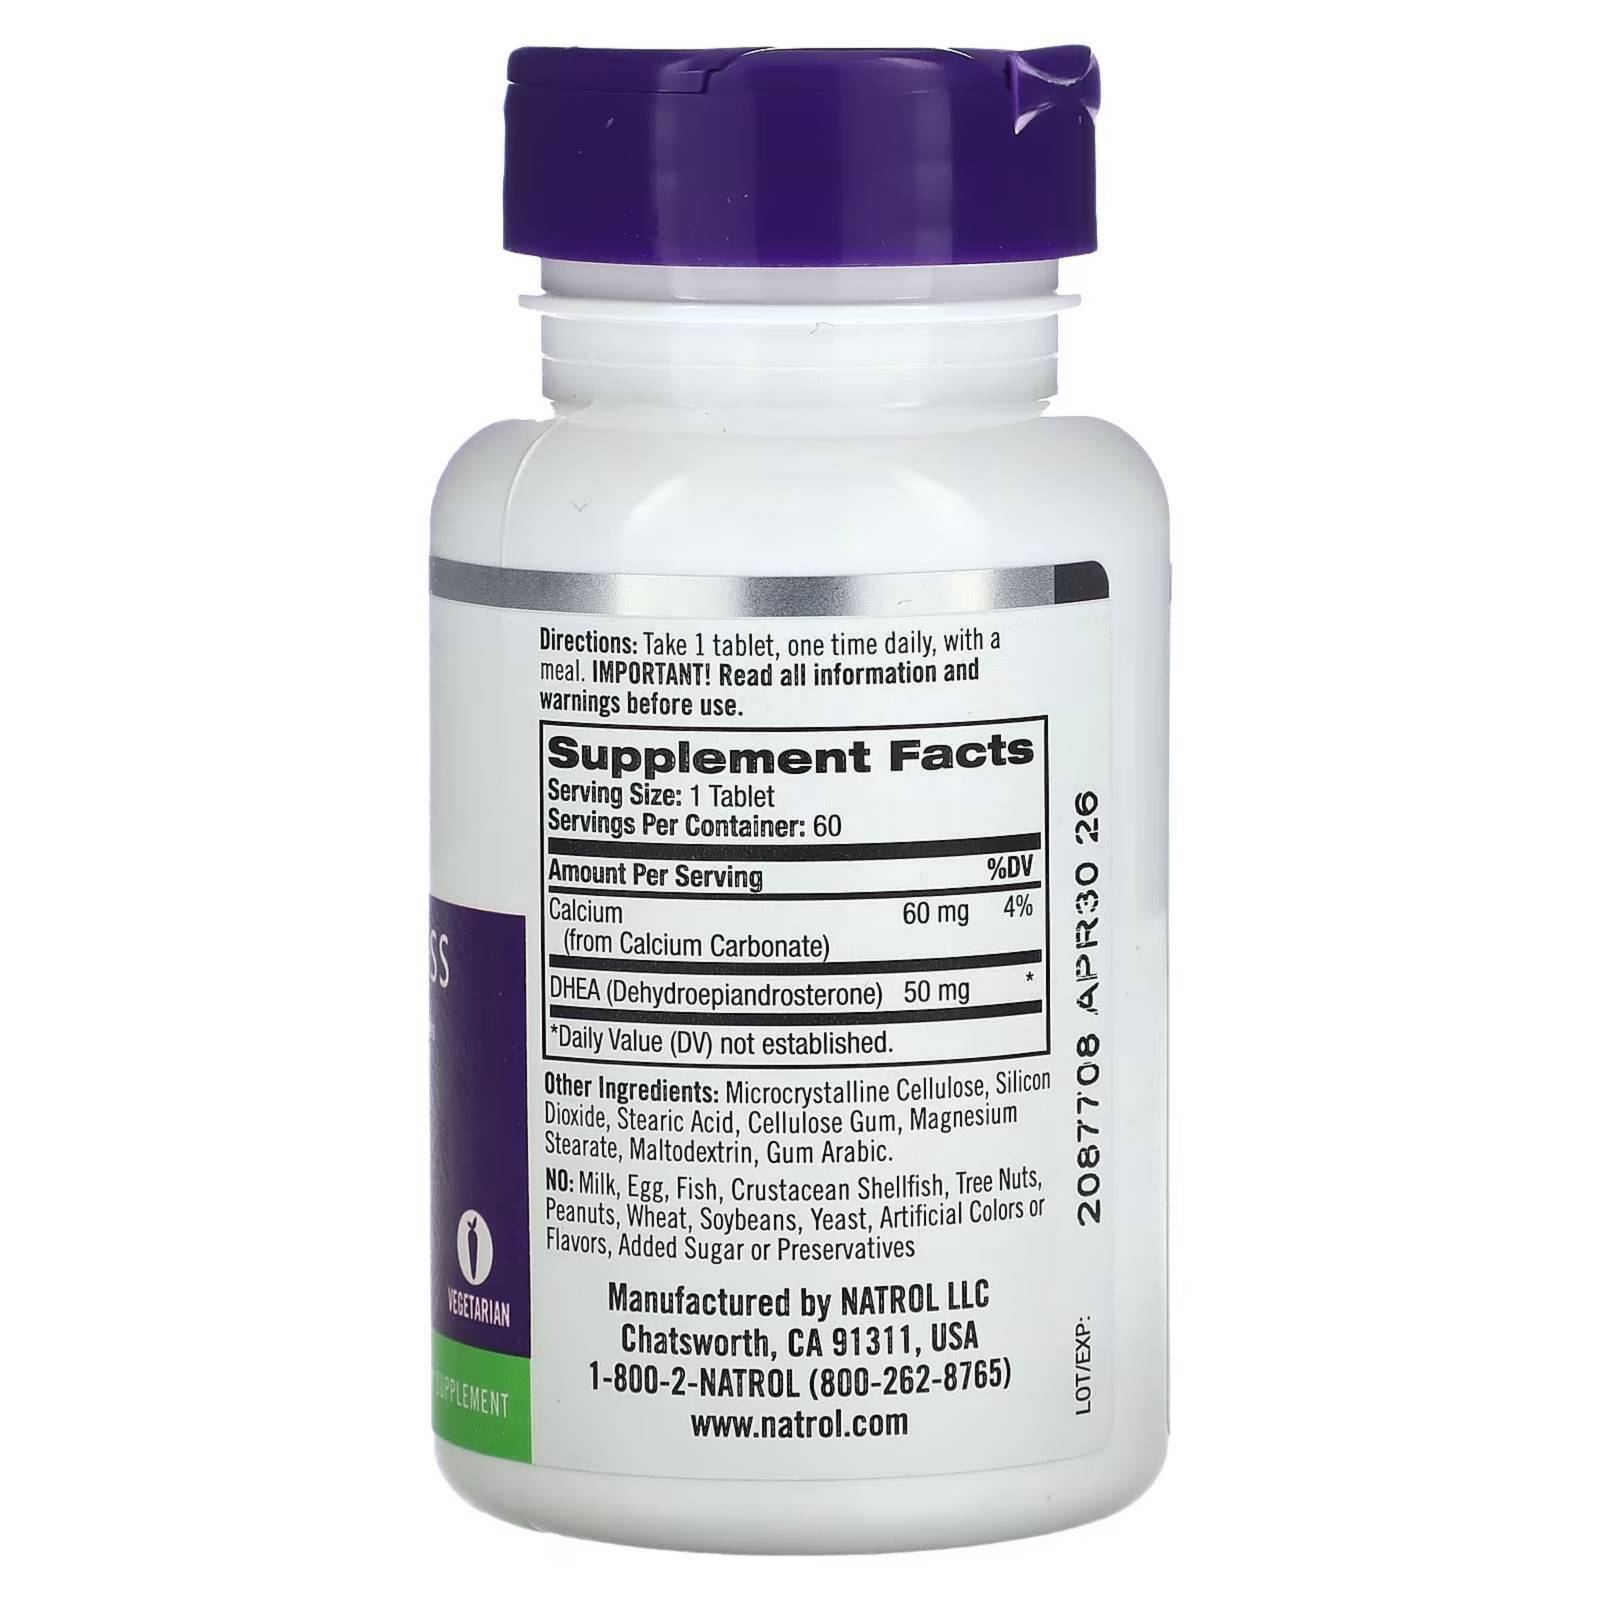 Directions: Take 1 tablet, one time daily, with a
meal. IMPORTANT! Read all information and
warnings before use.
Supplement Facts
Serving Size: 1 Tablet
Servings Per Container: 60
Amount Per Serving %DV
Calcium 60 mg 4%
(from Calcium Carbonate)
DHEA (Dehydroepiandrosterone) 50 mg *
*Daily Value (DV) not established.
Other Ingredients: Microcrystalline Cellulose, Silicon
Dioxide, Stearic Acid, Cellulose Gum, Magnesium
Stearate, Maltodextrin, Gum Arabic.
NO: Milk, Egg, Fish, Crustacean Shellfish, Tree Nuts,
Peanuts, Wheat, Soybeans, Yeast, Artificial Colors or
Flavors, Added Sugar or Preservatives
Manufactured by NATROL LLC
Chatsworth, CA 91311, USA
1-800-2-NATROL (800-262-8765)
www.natrol.com
LOT/EXP:
2087708 APR30 26
VEGETARIAN
SUPPLEMENT